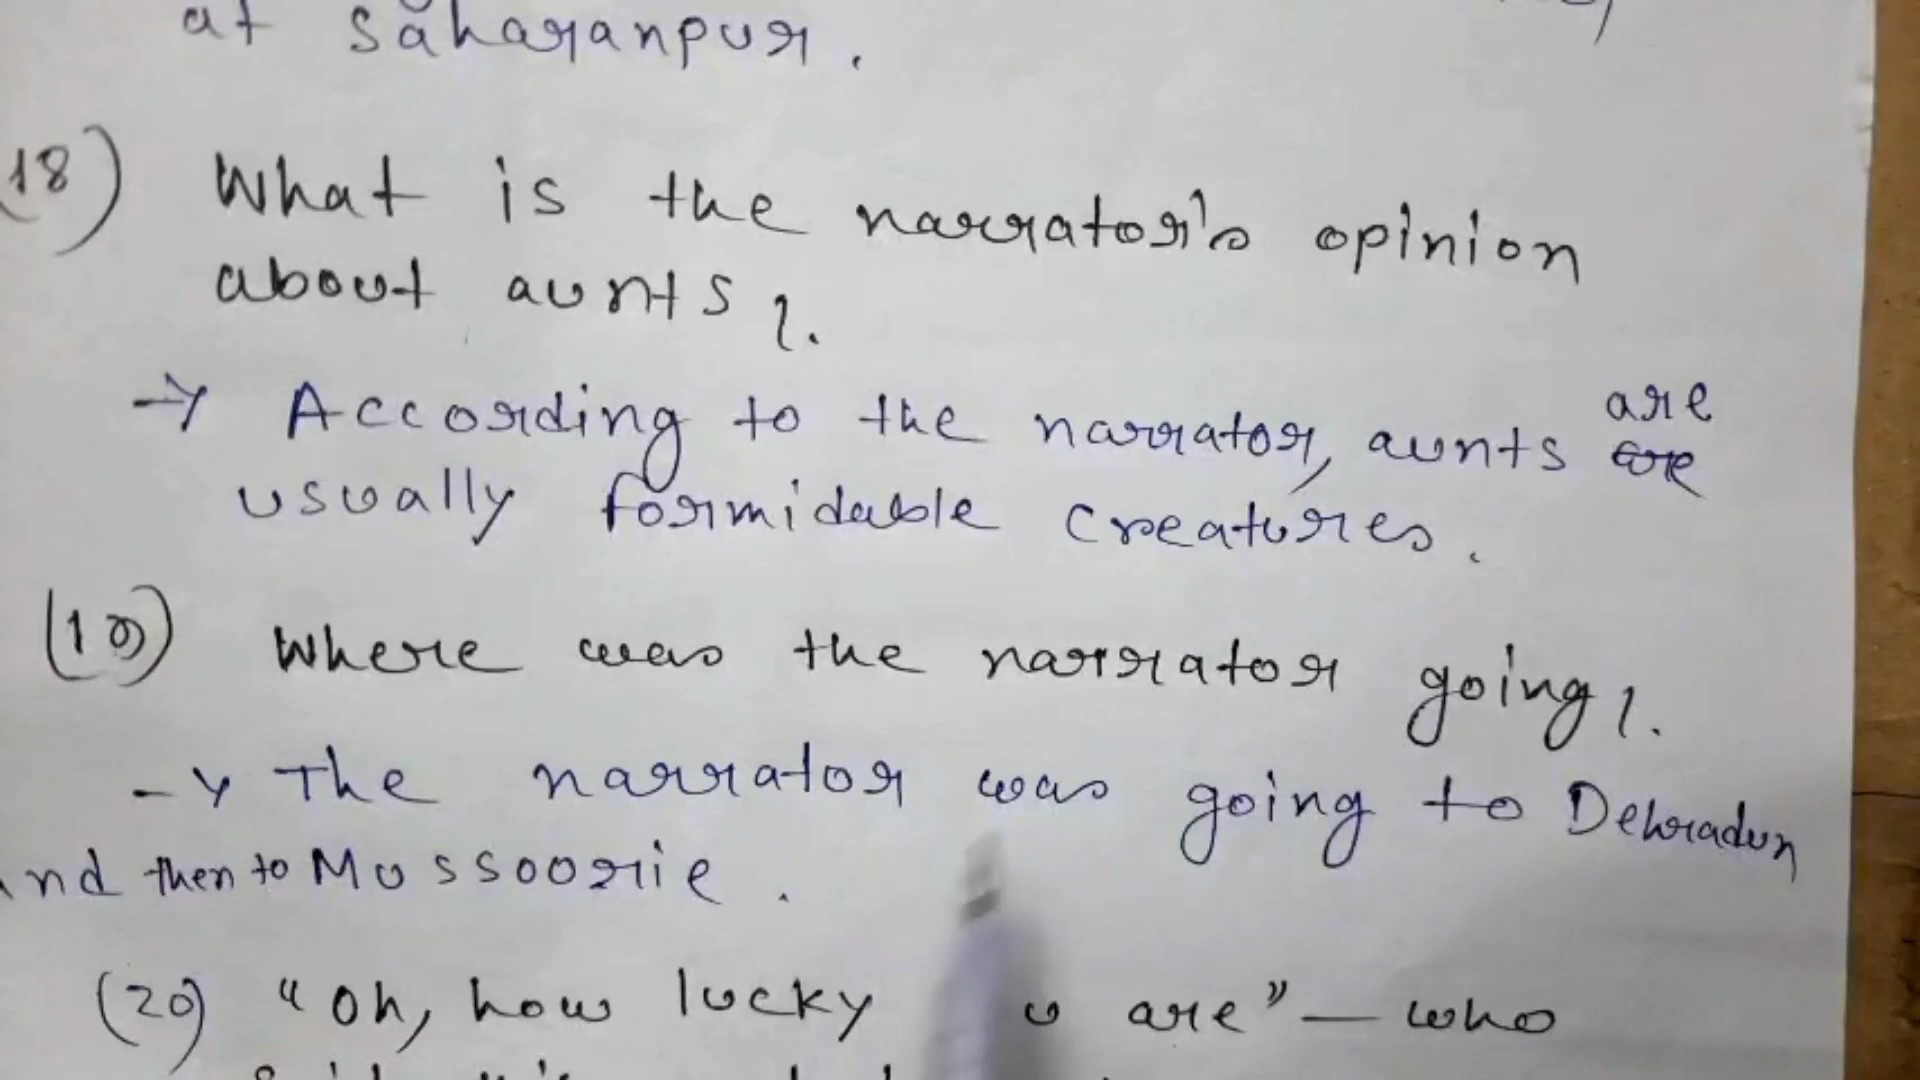 at Saharanpur.
(18) What is the narrator's opinion
about aunts?
→ According to the narrator, aunts are
usually formidable creatures.
(19) Where was the narrator going?
→ The narrator was going to Dehradun
and then to Mussoorie.
(20) "Oh, how lucky are" — who